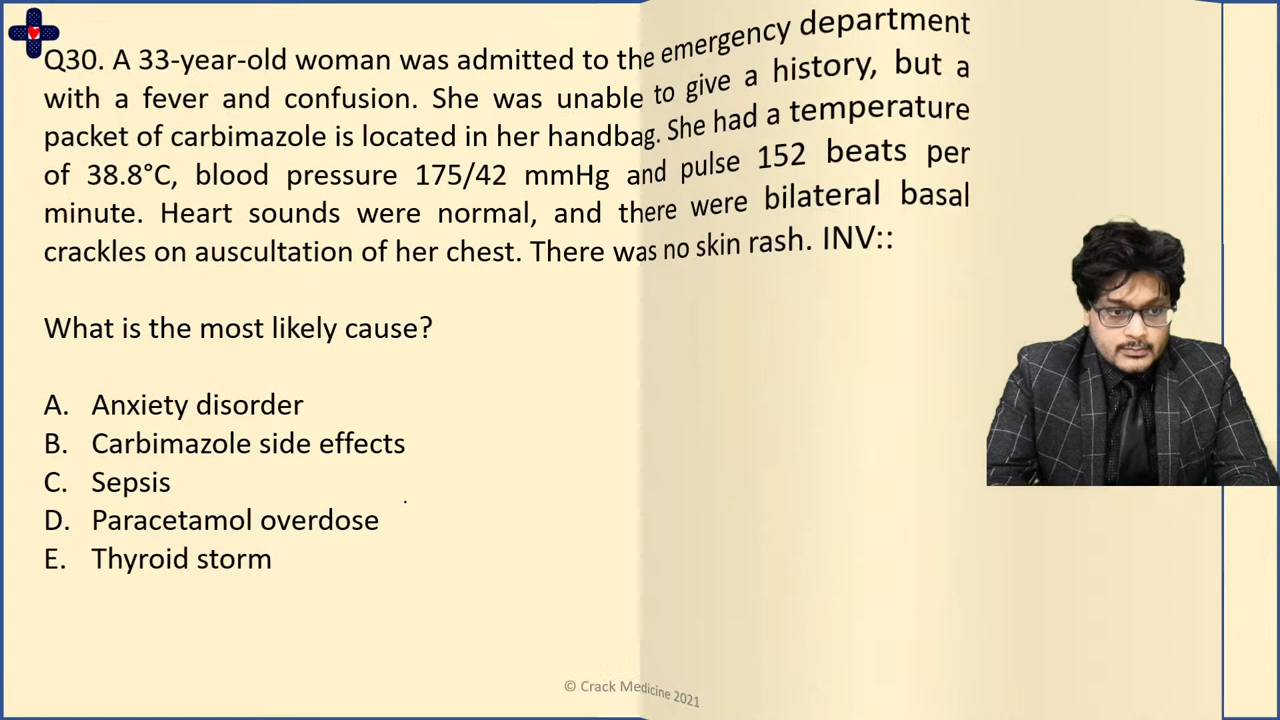 Q30. A 33-year-old woman was admitted to the emergency department
with a fever and confusion. She was unable to give a history, but a
packet of carbimazole is located in her handbag. She had a temperature
of 38.8°C, blood pressure 175/42 mmHg and pulse 152 beats per
minute. Heart sounds were normal, and there were bilateral basal
crackles on auscultation of her chest. There was no skin rash. INV::
What is the most likely cause?
A. Anxiety disorder
B. Carbimazole side effects
C. Sepsis
D. Paracetamol overdose
E. Thyroid storm
© Crack Medicine 2021